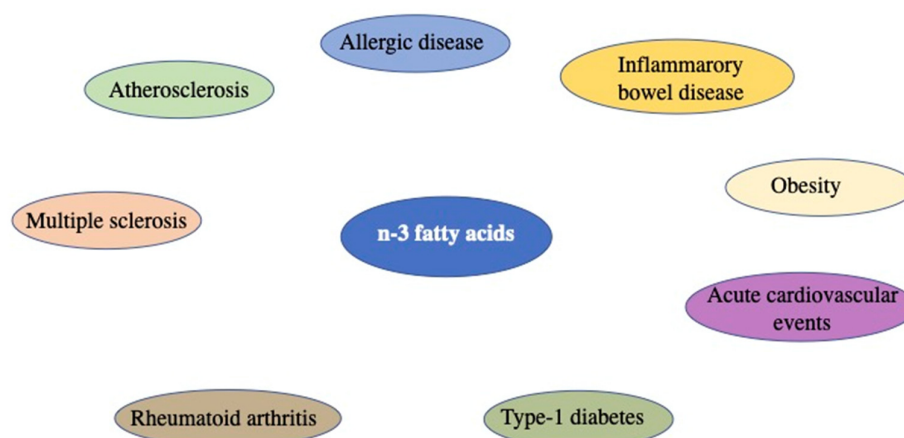 Allergic disease
Inflammarory
bowel disease
Atherosclerosis
Obesity
Multiple sclerosis
n-3 fatty acids
Acute cardiovascular
events
Rheumatoid arthritis
Type-1 diabetes